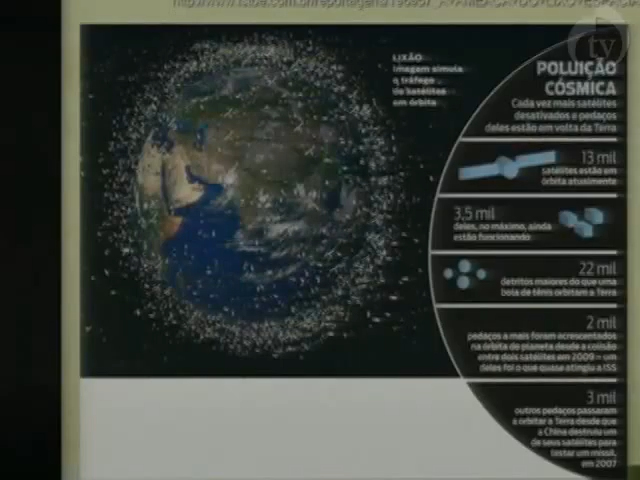 tv
LIXÃO
Imagem simula
o tráfego
de satélites
em órbita
POLUIÇÃO
CÓSMICA
Cada vez mais satélites
desativados e pedaços
deles estão em volta da Terra
13 mil
satélites estão em
órbita atualmente
3,5 mil
deles, no máximo, ainda
estão funcionando
22 mil
detritos maiores do que uma
bola de tênis orbitam a Terra
2 mil
pedaços a mais foram acrescentados
na órbita do planeta desde a colisão
entre dois satélites em 2009 – um
deles foi o que quase atingiu a ISS
3 mil
outros pedaços passaram
a orbitar a Terra desde que
a China destruiu um
de seus satélites para
testar um míssil,
em 2007